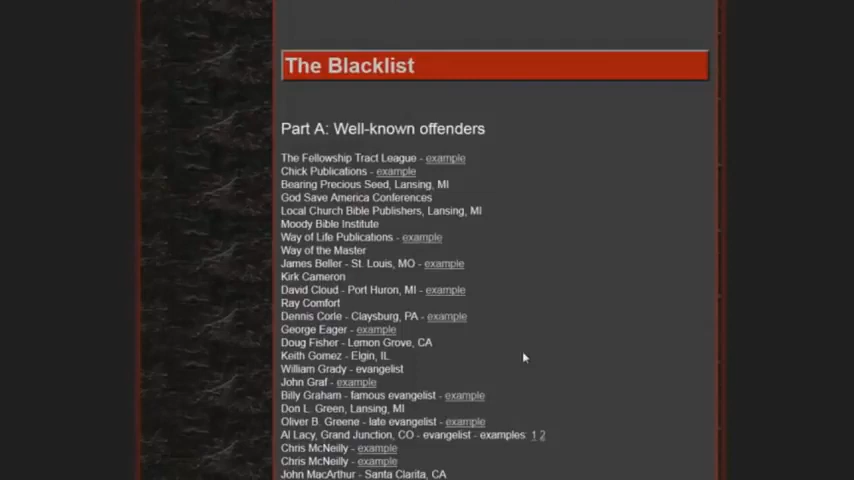 The Blacklist
Part A: Well-known offenders
The Fellowship Tract League - example
Chick Publications - example
Bearing Precious Seed, Lansing, MI
God Save America Conferences
Local Church Bible Publishers, Lansing, MI
Moody Bible Institute
Way of Life Publications - example
Way of the Master
James Beller - St. Louis, MO - example
Kirk Cameron
David Cloud - Port Huron, MI - example
Ray Comfort
Dennis Corle - Claysburg, PA - example
George Eager - example
Doug Fisher - Lemon Grove, CA
Keith Gomez - Elgin, IL
William Grady - evangelist
John Graf - example
Billy Graham - famous evangelist - example
Don L. Green, Lansing, MI
Oliver B. Greene - late evangelist - example
Al Lacy, Grand Junction, CO - evangelist - examples: 1 2
Chris McNeilly - example
Chris McNeilly - example
John MacArthur - Santa Clarita, CA